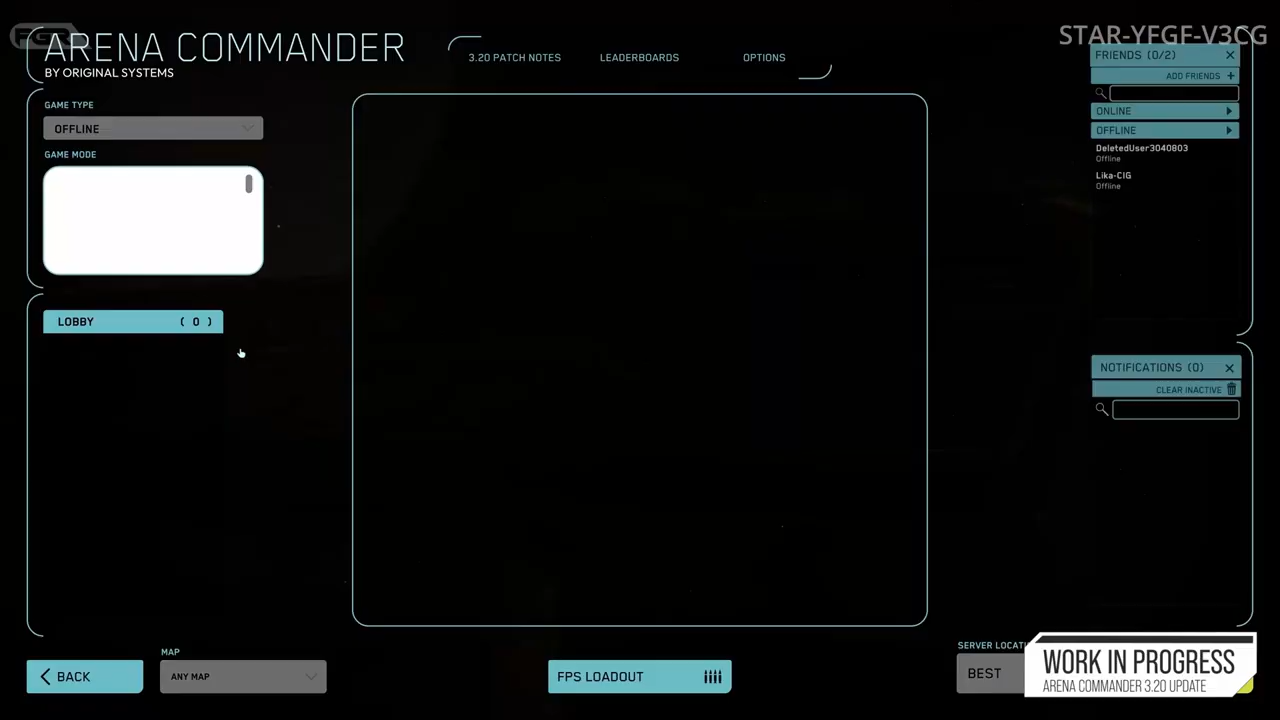 FGR
ARENA COMMANDER
BY ORIGINAL SYSTEMS
3.20 PATCH NOTES
LEADERBOARDS
OPTIONS
STAR-YFGF-V3CG
FRIENDS (0/2)
ADD FRIENDS +
ONLINE
OFFLINE
DeletedUser3040803
Offline
Lika-CIG
Offline
GAME TYPE
OFFLINE
GAME MODE
LOBBY ( 0 )
NOTIFICATIONS (0)
CLEAR INACTIVE
BACK
MAP
ANY MAP
FPS LOADOUT
BEST
WORK IN PROGRESS
ARENA COMMANDER 3.20 UPDATE